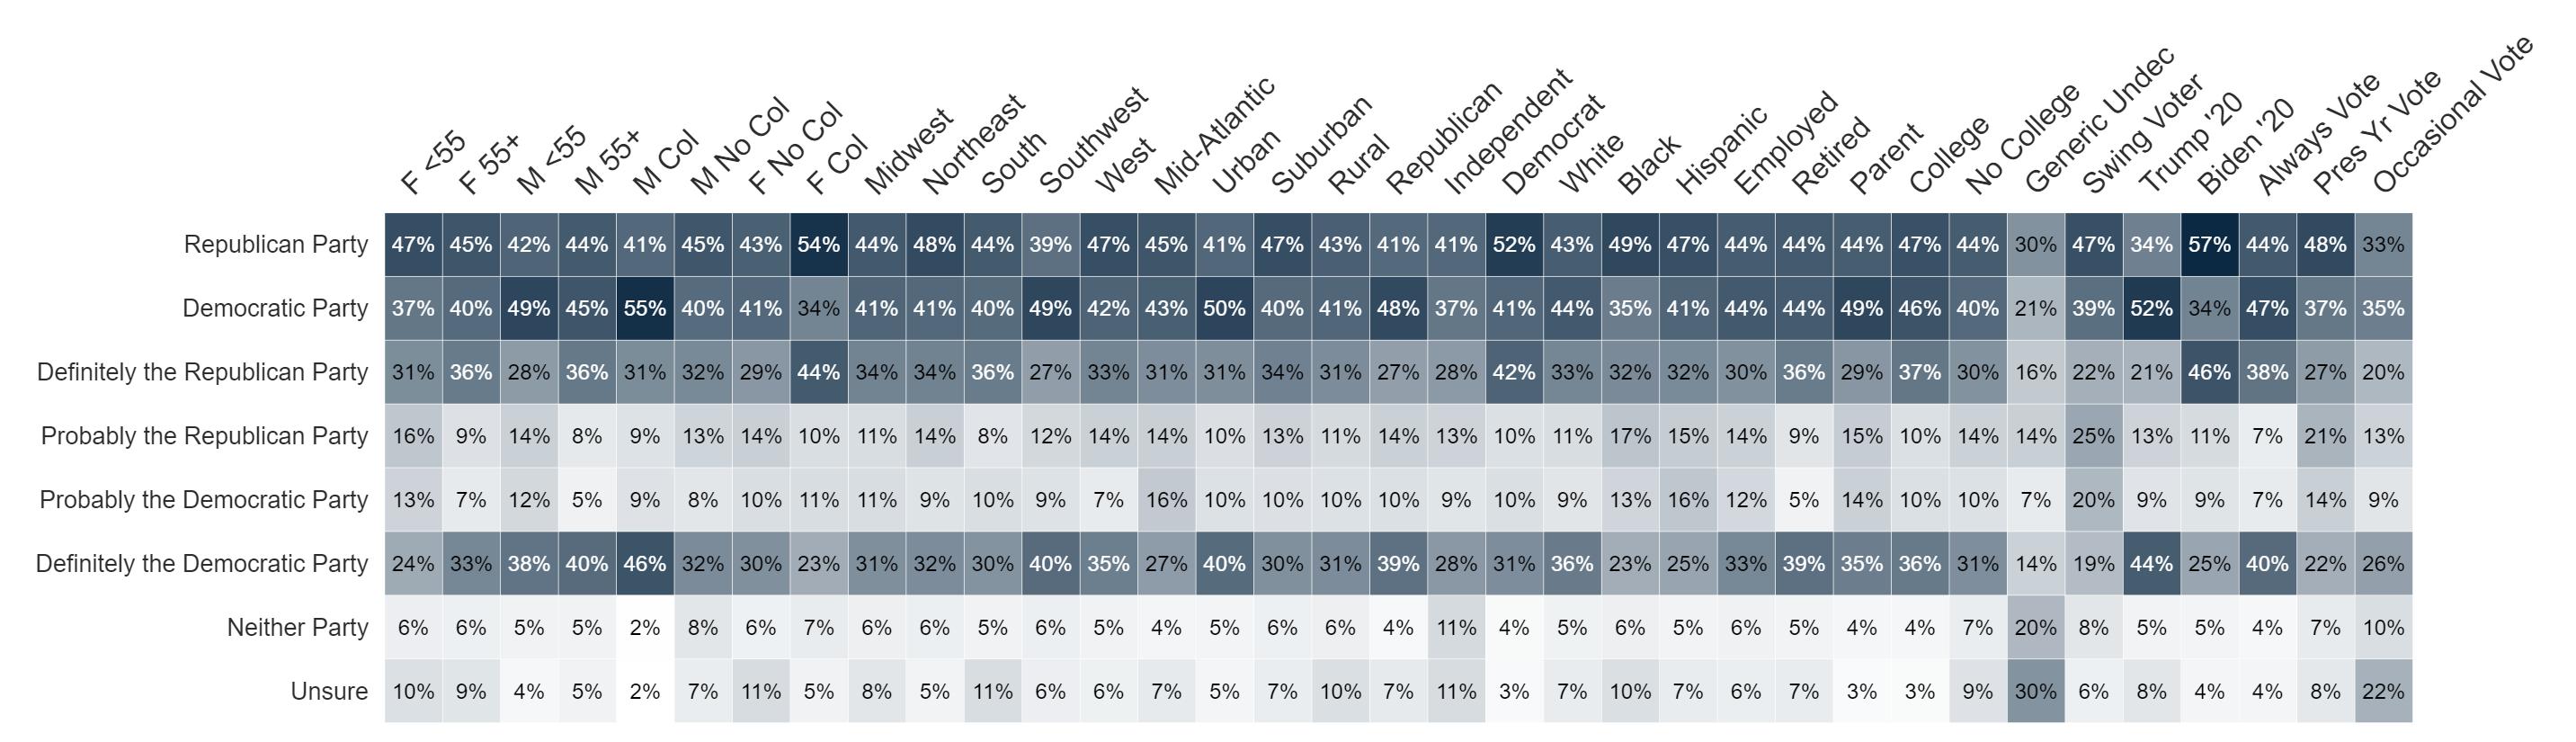 F <55 F 55+ M <55 M 55+ M Col M No Col F No Col F Col Midwest Northeast South Southwest West Mid-Atlantic Urban Suburban Rural Republican Independent Democrat White Black Hispanic Employed Retired Parent College No College Generic Undec Swing Voter Trump '20 Biden '20 Always Vote Pres Yr Vote Occasional Vote
Republican Party 47% 45% 42% 44% 41% 45% 43% 54% 44% 48% 44% 39% 47% 45% 41% 47% 43% 41% 41% 52% 43% 49% 47% 44% 44% 44% 47% 44% 30% 47% 34% 57% 44% 48% 33%
Democratic Party 37% 40% 49% 45% 55% 40% 41% 34% 41% 41% 40% 49% 42% 43% 50% 40% 41% 48% 37% 41% 44% 35% 41% 44% 44% 49% 46% 40% 21% 39% 52% 34% 47% 37% 35%
Definitely the Republican Party 31% 36% 28% 36% 31% 32% 29% 44% 34% 34% 36% 27% 33% 31% 31% 34% 31% 27% 28% 42% 33% 32% 32% 30% 36% 29% 37% 30% 16% 22% 21% 46% 38% 27% 20%
Probably the Republican Party 16% 9% 14% 8% 9% 13% 14% 10% 11% 14% 8% 12% 14% 14% 10% 13% 11% 14% 13% 10% 11% 17% 15% 14% 9% 15% 10% 14% 14% 25% 13% 11% 7% 21% 13%
Probably the Democratic Party 13% 7% 12% 5% 9% 8% 10% 11% 11% 9% 10% 9% 7% 16% 10% 10% 10% 10% 9% 10% 9% 13% 16% 12% 5% 14% 10% 10% 7% 20% 9% 9% 7% 14% 9%
Definitely the Democratic Party 24% 33% 38% 40% 46% 32% 30% 23% 31% 32% 30% 40% 35% 27% 40% 30% 31% 39% 28% 31% 36% 23% 25% 33% 39% 35% 36% 31% 14% 19% 44% 25% 40% 22% 26%
Neither Party 6% 6% 5% 5% 2% 8% 6% 7% 6% 6% 5% 6% 5% 4% 5% 6% 6% 4% 11% 4% 5% 6% 5% 6% 5% 4% 4% 7% 20% 8% 5% 5% 4% 7% 10%
Unsure 10% 9% 4% 5% 2% 7% 11% 5% 8% 5% 11% 6% 6% 7% 5% 7% 10% 7% 11% 3% 7% 10% 7% 6% 7% 3% 3% 9% 30% 6% 8% 4% 4% 8% 22%